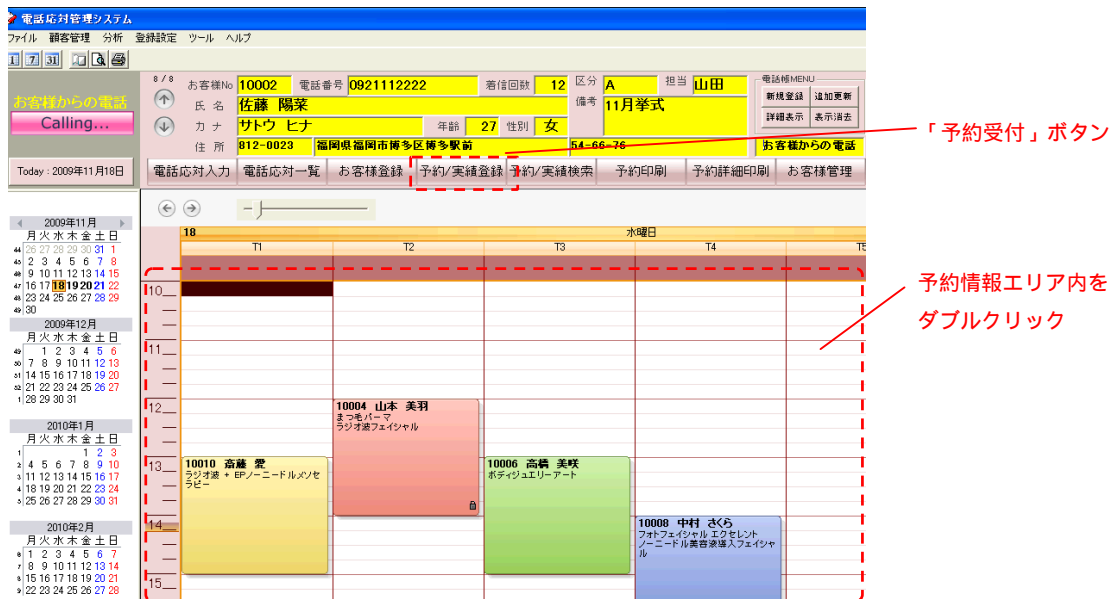 電話応対管理システム
ファイル 顧客管理 分析 登録設定 ツール ヘルプ
1 7 31
お客様からの電話
Calling...
8/8 お客様No 10002 電話番号 0921112222 着信回数 12 区分 A 担当 山田
氏 名 佐藤 陽菜 備考 11月挙式
カ ナ サトウ ヒナ 年齢 27 性別 女
住 所 812-0023 福岡県福岡市博多区博多駅前 54-66-76
電話帳MENU
新規登録 追加更新
詳細表示 表示消去
お客様からの電話
「予約受付」ボタン
Today : 2009年11月18日
電話応対入力 電話応対一覧 お客様登録 予約/実績登録 予約/実績検索 予約印刷 予約詳細印刷 お客様管理
2009年11月
月 火 水 木 金 土 日
44 26 27 28 29 30 31 1
45 2 3 4 5 6 7 8
46 9 10 11 12 13 14 15
47 16 17 18 19 20 21 22
48 23 24 25 26 27 28 29
49 30
2009年12月
月 火 水 木 金 土 日
49 1 2 3 4 5 6
50 7 8 9 10 11 12 13
51 14 15 16 17 18 19 20
52 21 22 23 24 25 26 27
1 28 29 30 31
2010年1月
月 火 水 木 金 土 日
1 1 2 3
2 4 5 6 7 8 9 10
3 11 12 13 14 15 16 17
4 18 19 20 21 22 23 24
5 25 26 27 28 29 30 31
2010年2月
月 火 水 木 金 土 日
6 1 2 3 4 5 6 7
7 8 9 10 11 12 13 14
8 15 16 17 18 19 20 21
9 22 23 24 25 26 27 28
18 水曜日
T1 T2 T3 T4 T5
10
11
12
13
14
15
10004 山本 美羽
まつ毛パーマ
ラジオ波フェイシャル
10010 斎藤 愛
ラジオ波 + EPノーニードルメソセ
ラピー
10006 高橋 美咲
ボディジュエリーアート
10008 中村 さくら
フォトフェイシャル エクセレント
ノーニードル美容液導入フェイシャ
ル
予約情報エリア内を
ダブルクリック